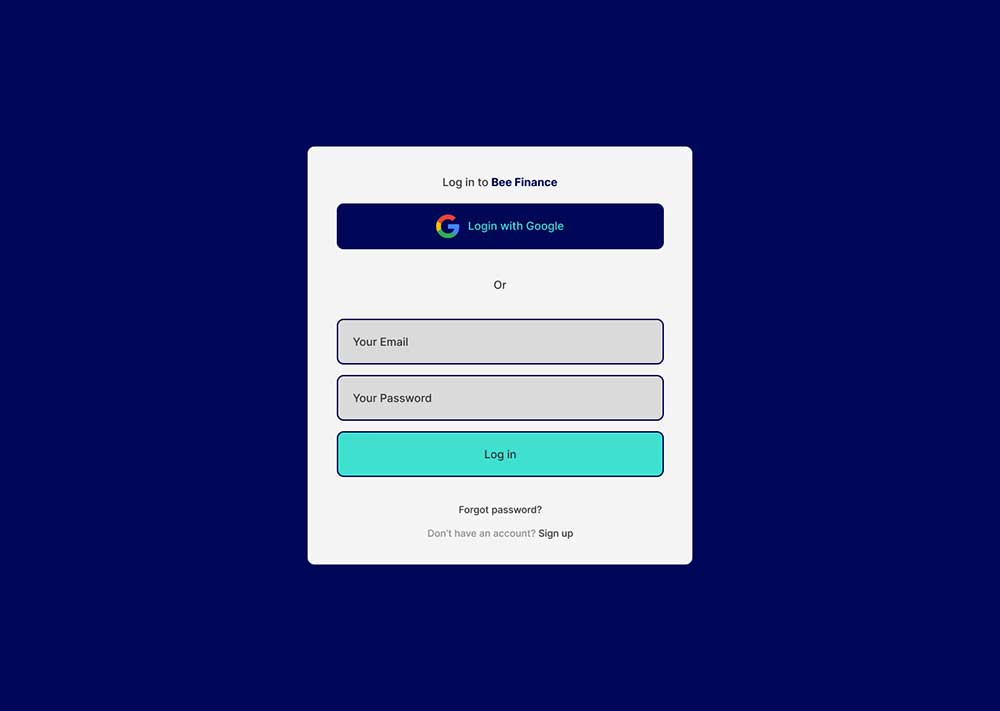 Log in to Bee Finance
Login with Google
Or
Your Email
Your Password
Log in
Forgot password?
Don't have an account? Sign up